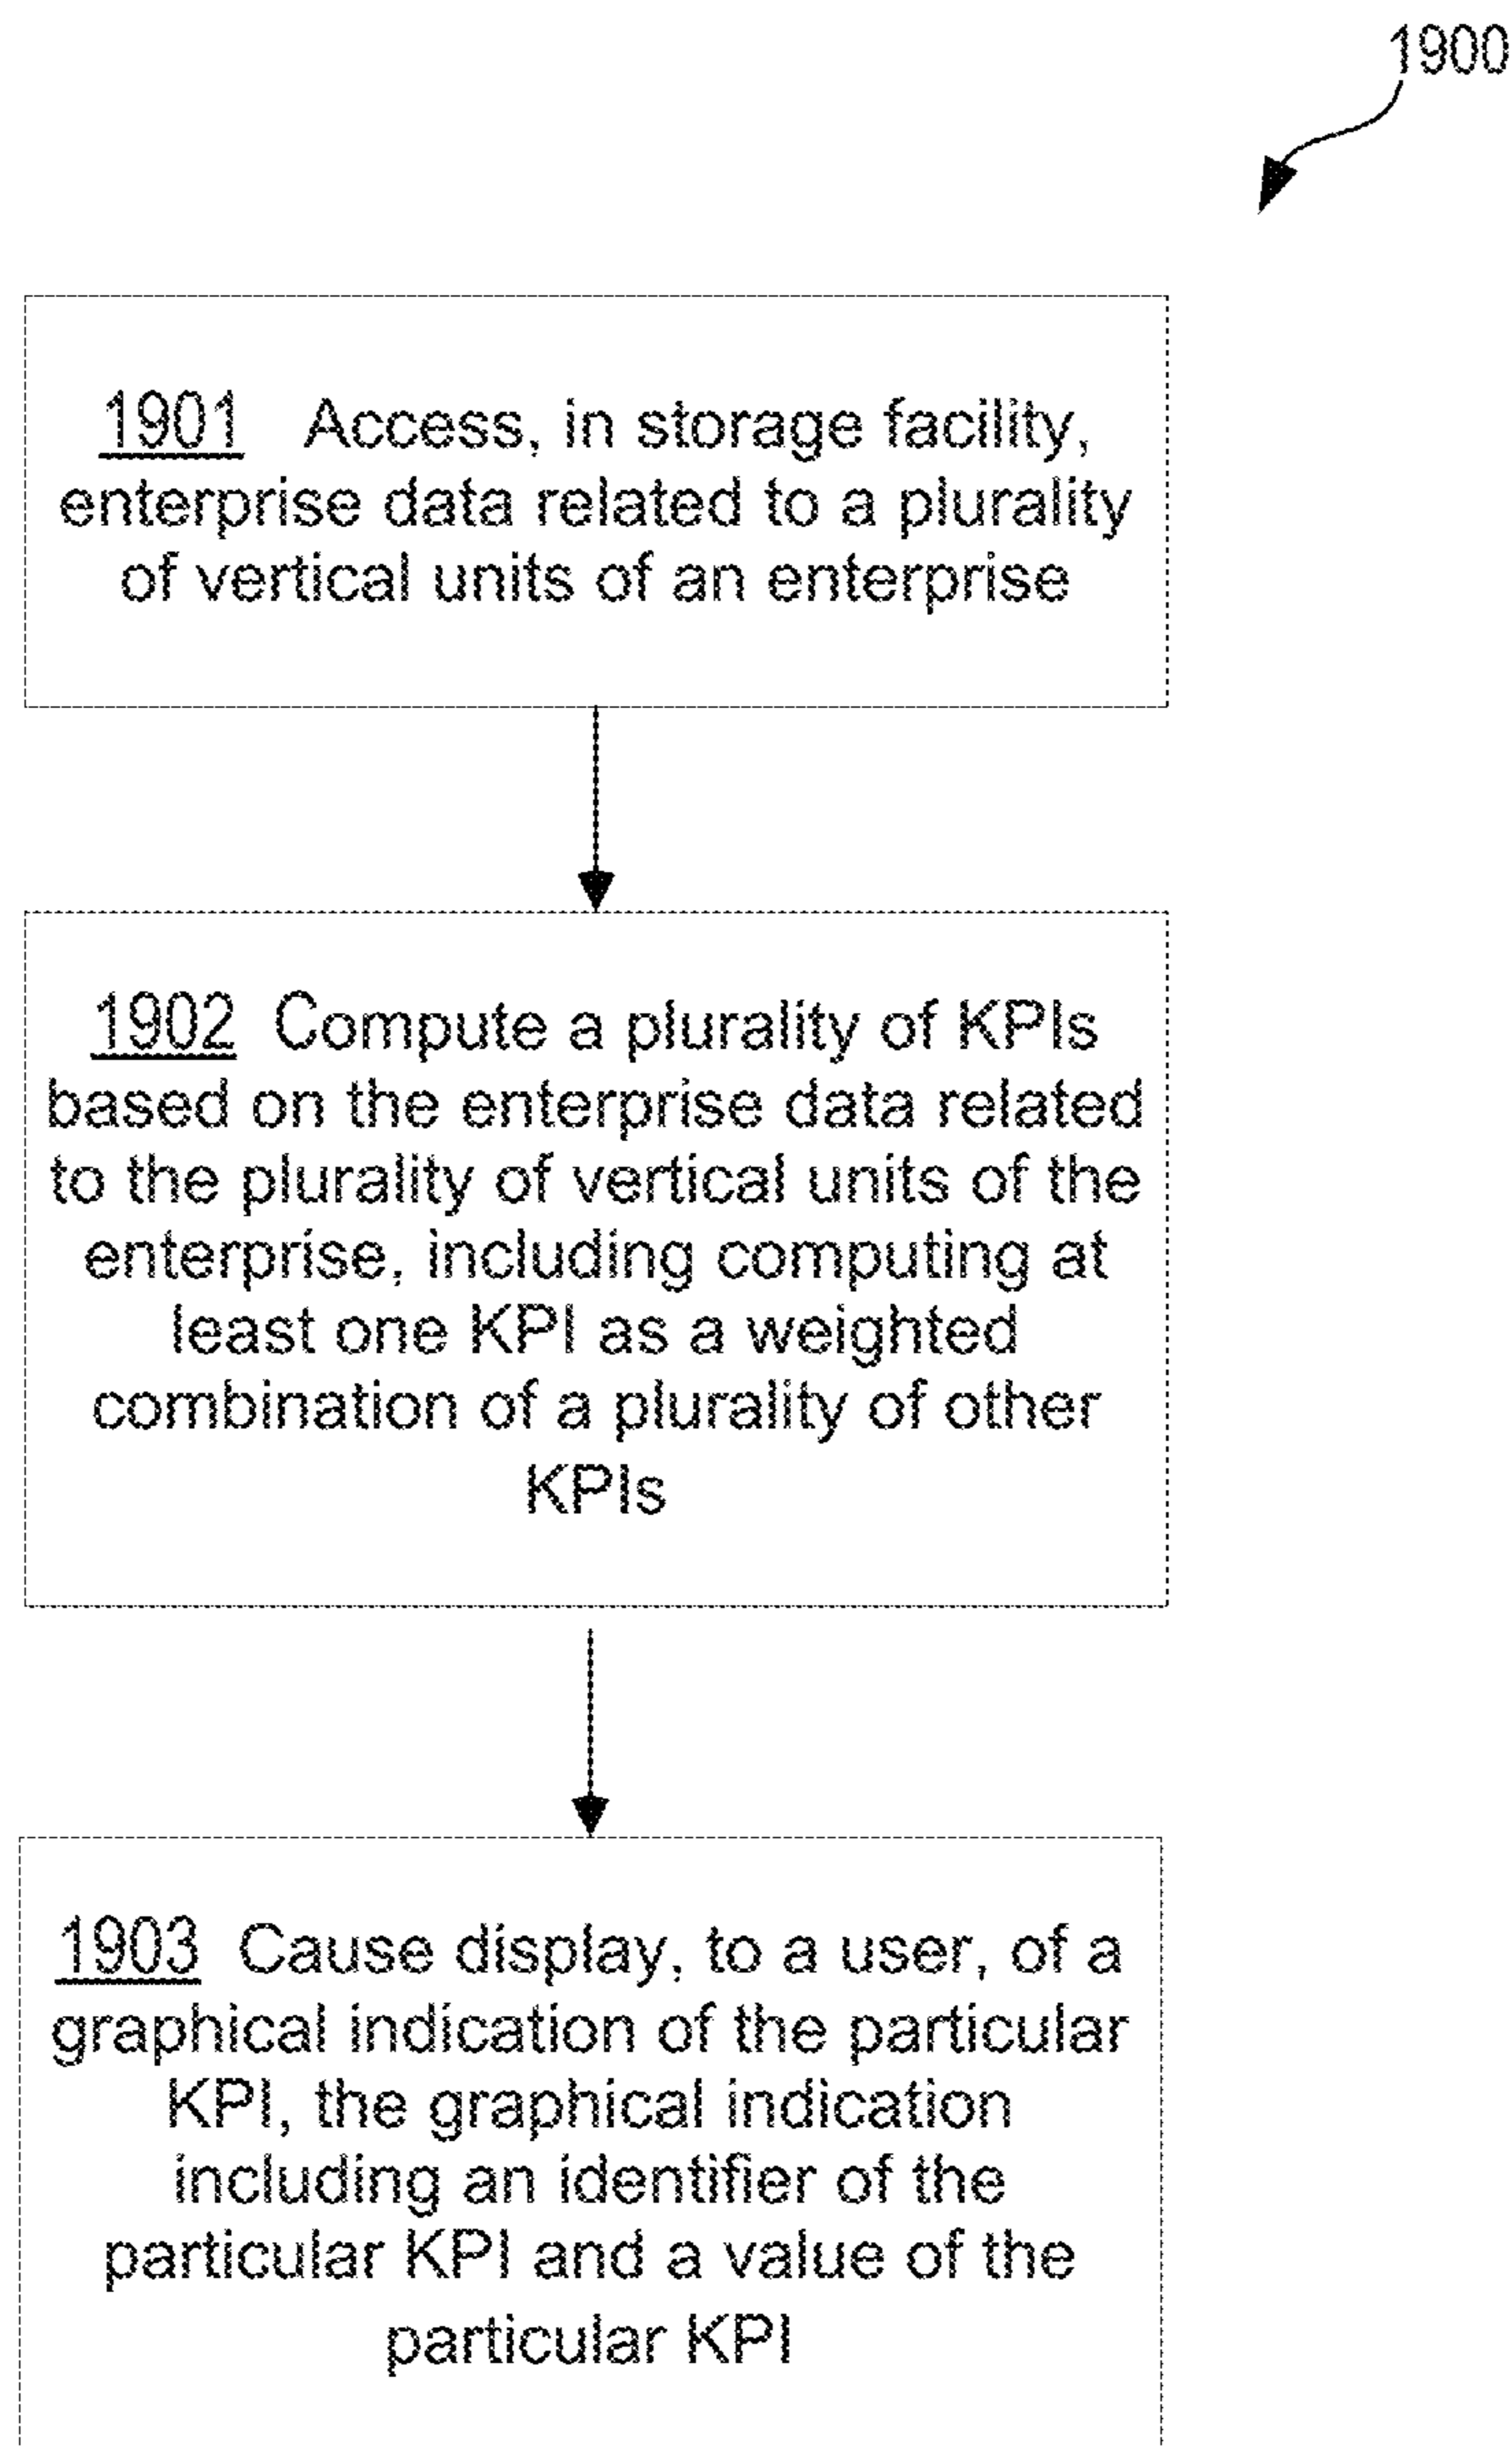 1900
1901 Access, in storage facility,
enterprise data related to a plurality
of vertical units of an enterprise
1902 Compute a plurality of KPIs
based on the enterprise data related
to the plurality of vertical units of the
enterprise, including computing at
least one KPI as a weighted
combination of a plurality of other
KPIs
1903 Cause display, to a user, of a
graphical indication of the particular
KPI, the graphical indication
including an identifier of the
particular KPI and a value of the
particular KPI